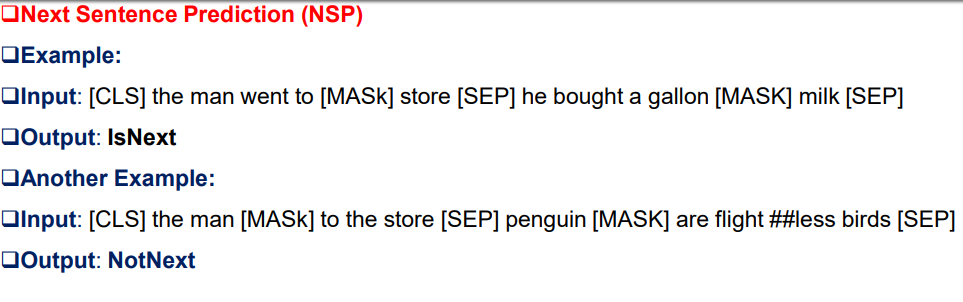 ❑Next Sentence Prediction (NSP)
❑Example:
❑Input: [CLS] the man went to [MASk] store [SEP] he bought a gallon [MASK] milk [SEP]
❑Output: IsNext
❑Another Example:
❑Input: [CLS] the man [MASk] to the store [SEP] penguin [MASK] are flight ##less birds [SEP]
❑Output: NotNext